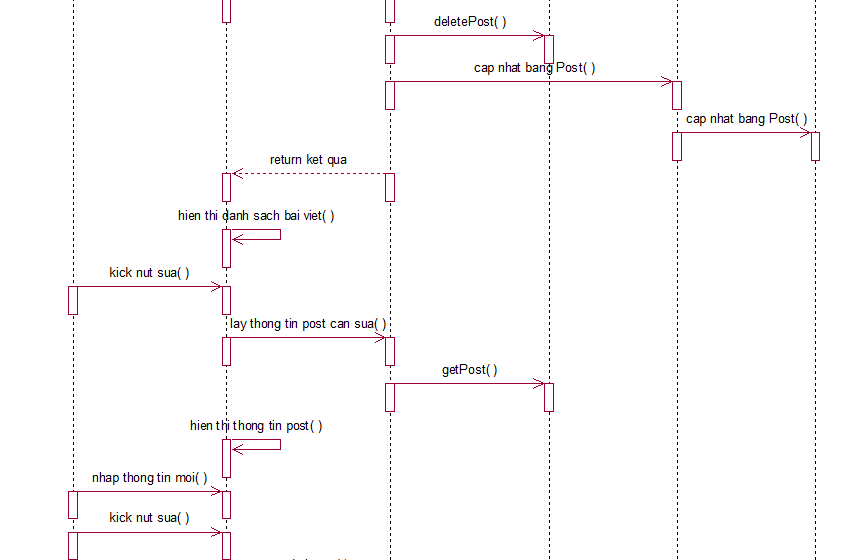 deletePost( )
cap nhat bang Post( )
cap nhat bang Post( )
return ket qua
hien thi danh sach bai viet( )
kick nut sua( )
lay thong tin post can sua( )
getPost( )
hien thi thong tin post( )
nhap thong tin moi( )
kick nut sua( )